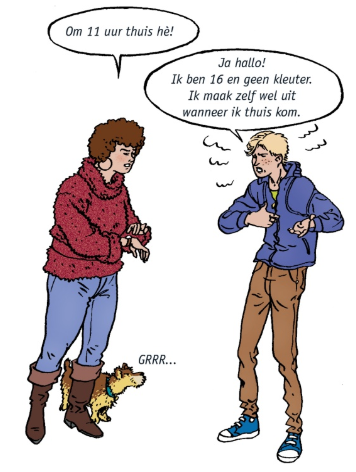 Om 11 uur thuis hè!
Ja hallo!
Ik ben 16 en geen kleuter.
Ik maak zelf wel uit
wanneer ik thuis kom.
GRRR...